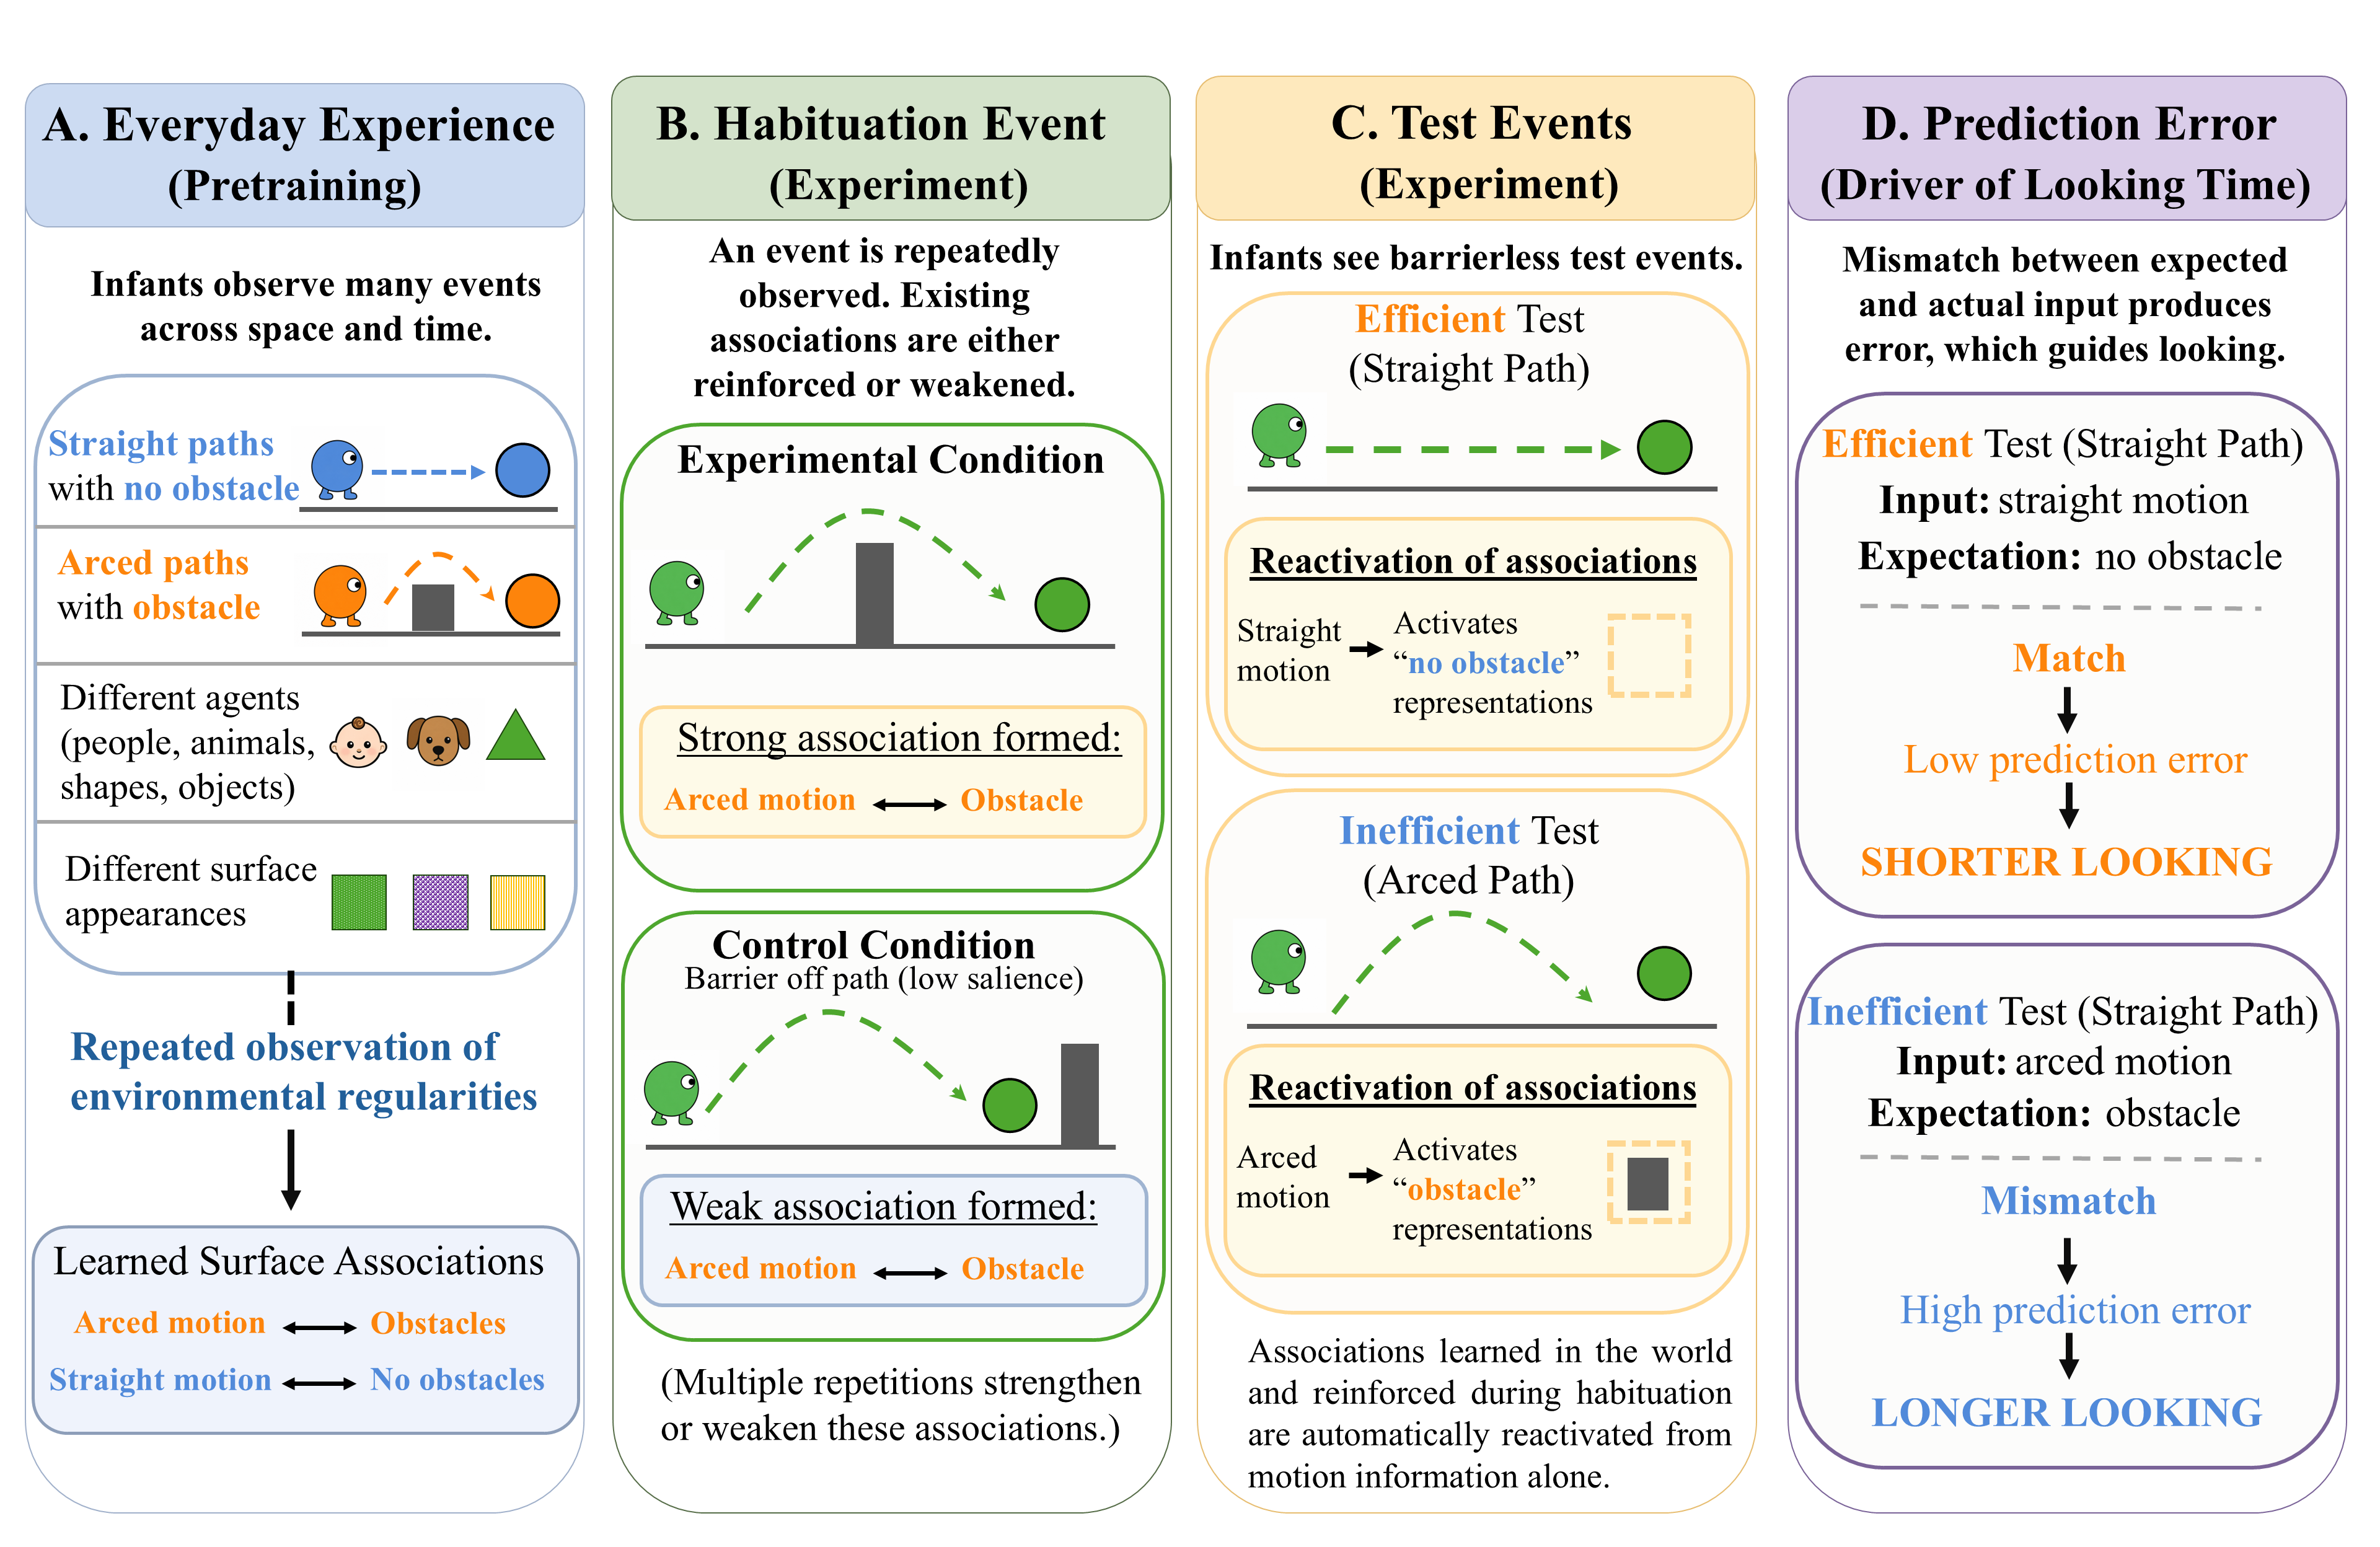 A. Everyday Experience
(Pretraining)
Infants observe many events
across space and time.
Straight paths
with no obstacle
Arced paths
with obstacle
Different agents
(people, animals,
shapes, objects)
Different surface
appearances
Repeated observation of
environmental regularities
Learned Surface Associations
Arced motion Obstacles
Straight motion No obstacles
B. Habituation Event
(Experiment)
An event is repeatedly
observed. Existing
associations are either
reinforced or weakened.
Experimental Condition
Strong association formed:
Arced motion Obstacle
Control Condition
Barrier off path (low salience)
Weak association formed:
Arced motion Obstacle
(Multiple repetitions strengthen
or weaken these associations.)
C. Test Events
(Experiment)
Infants see barrierless test events.
Efficient Test
(Straight Path)
Reactivation of associations
Straight
motion
Activates
“no obstacle”
representations
Inefficient Test
(Arced Path)
Reactivation of associations
Arced
motion
Activates
“obstacle”
representations
Associations learned in the world
and reinforced during habituation
are automatically reactivated from
motion information alone.
D. Prediction Error
(Driver of Looking Time)
Mismatch between expected
and actual input produces
error, which guides looking.
Efficient Test (Straight Path)
Input: straight motion
Expectation: no obstacle
Match
Low prediction error
SHORTER LOOKING
Inefficient Test (Straight Path)
Input: arced motion
Expectation: obstacle
Mismatch
High prediction error
LONGER LOOKING